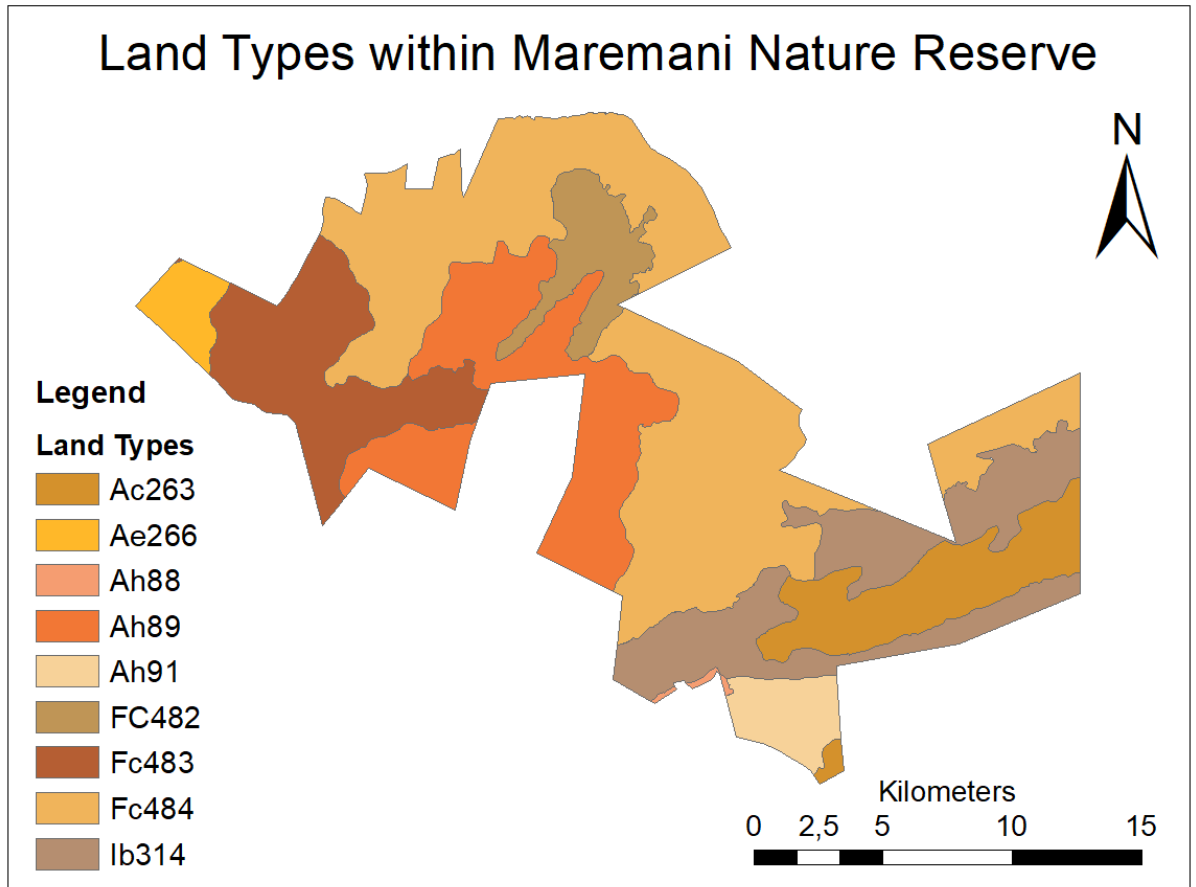 Land Types within Maremani Nature Reserve
N
Legend
Land Types
Ac263
Ae266
Ah88
Ah89
Ah91
FC482
Fc483
Fc484
Ib314
Kilometers
0 2,5 5 10 15